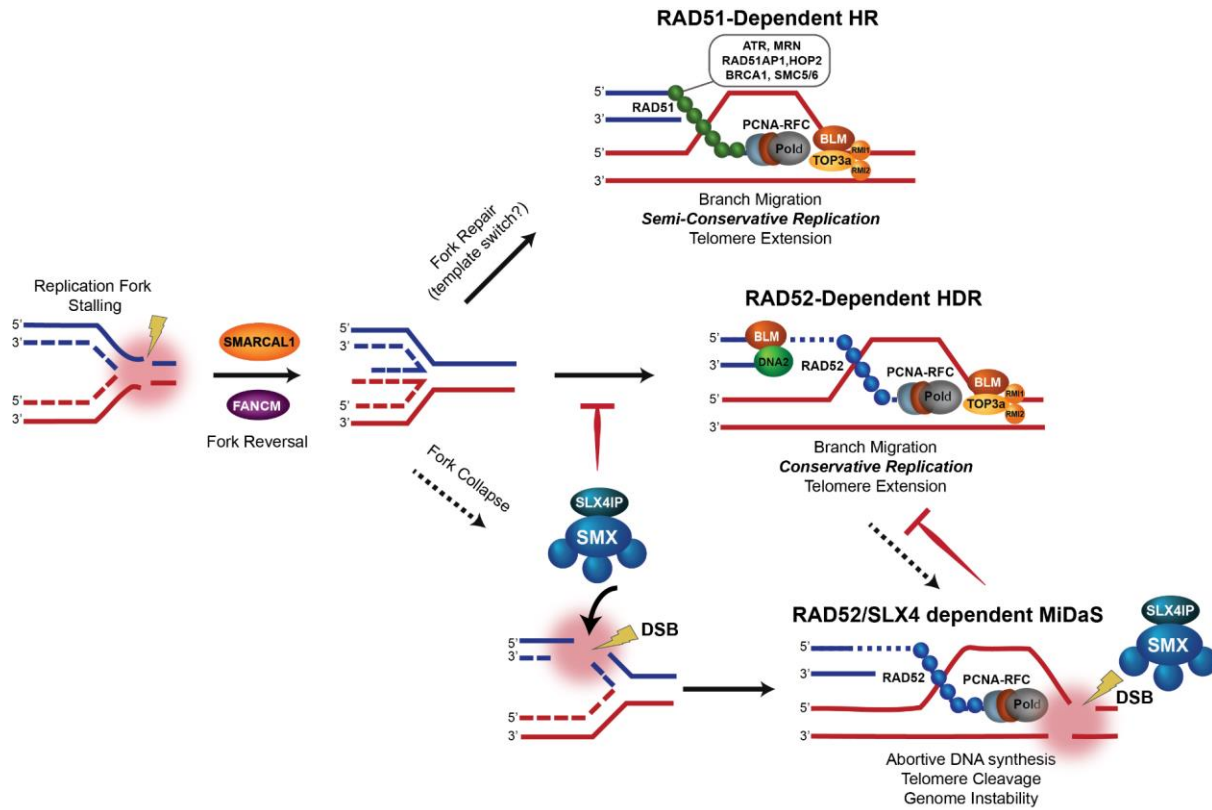 RAD51-Dependent HR
ATR, MRN
RAD51AP1,HOP2
BRCA1, SMC5/6
5'
RAD51
3'
PCNA-RFC
Pold
BLM
TOP3a
RMI1
RMI2
5'
3'
Branch Migration
Semi-Conservative Replication
Telomere Extension
Fork Repair
(template switch?)
Replication Fork
Stalling
5'
3'
5'
3'
SMARCAL1
FANCM
Fork Reversal
5'
3'
5'
3'
RAD52-Dependent HDR
5'
BLM
DNA2
3'
RAD52
PCNA-RFC
Pold
BLM
TOP3a
RMI1
RMI2
5'
3'
Branch Migration
Conservative Replication
Telomere Extension
Fork Collapse
SLX4IP
SMX
DSB
5'
3'
5'
3'
RAD52/SLX4 dependent MiDaS
SLX4IP
SMX
DSB
5'
3'
RAD52
PCNA-RFC
Pold
5'
3'
Abortive DNA synthesis
Telomere Cleavage
Genome Instability